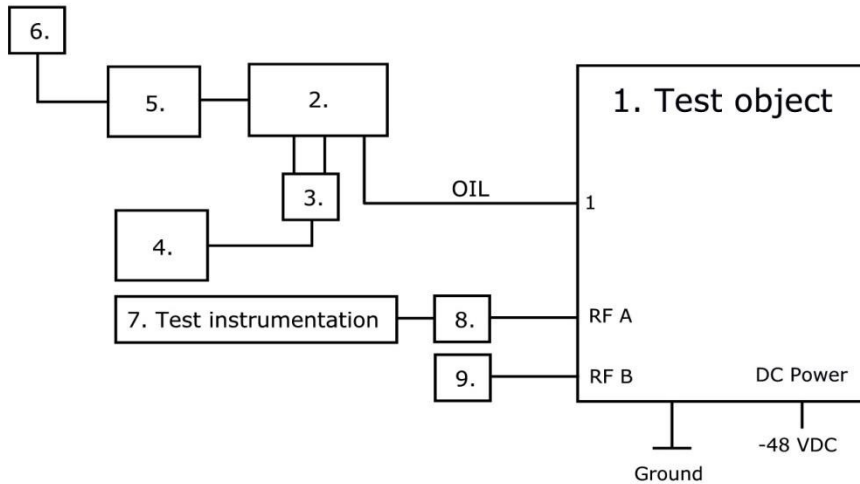 6.
5.
2.
1. Test object
3.
OIL
1
4.
7. Test instrumentation
8.
RF A
9.
RF B
DC Power
-48 VDC
Ground